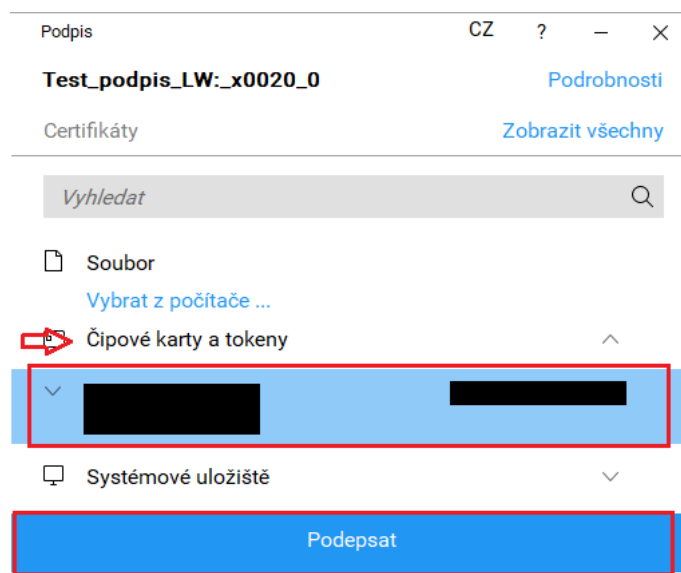 Podpis CZ ?
Test_podpis_LW:_x0020_0 Podrobnosti
Certifikáty Zobrazit všechny
Vyhledat
Soubor
Vybrat z počítače ...
Čipové karty a tokeny
Systémové uložiště
Podepsat